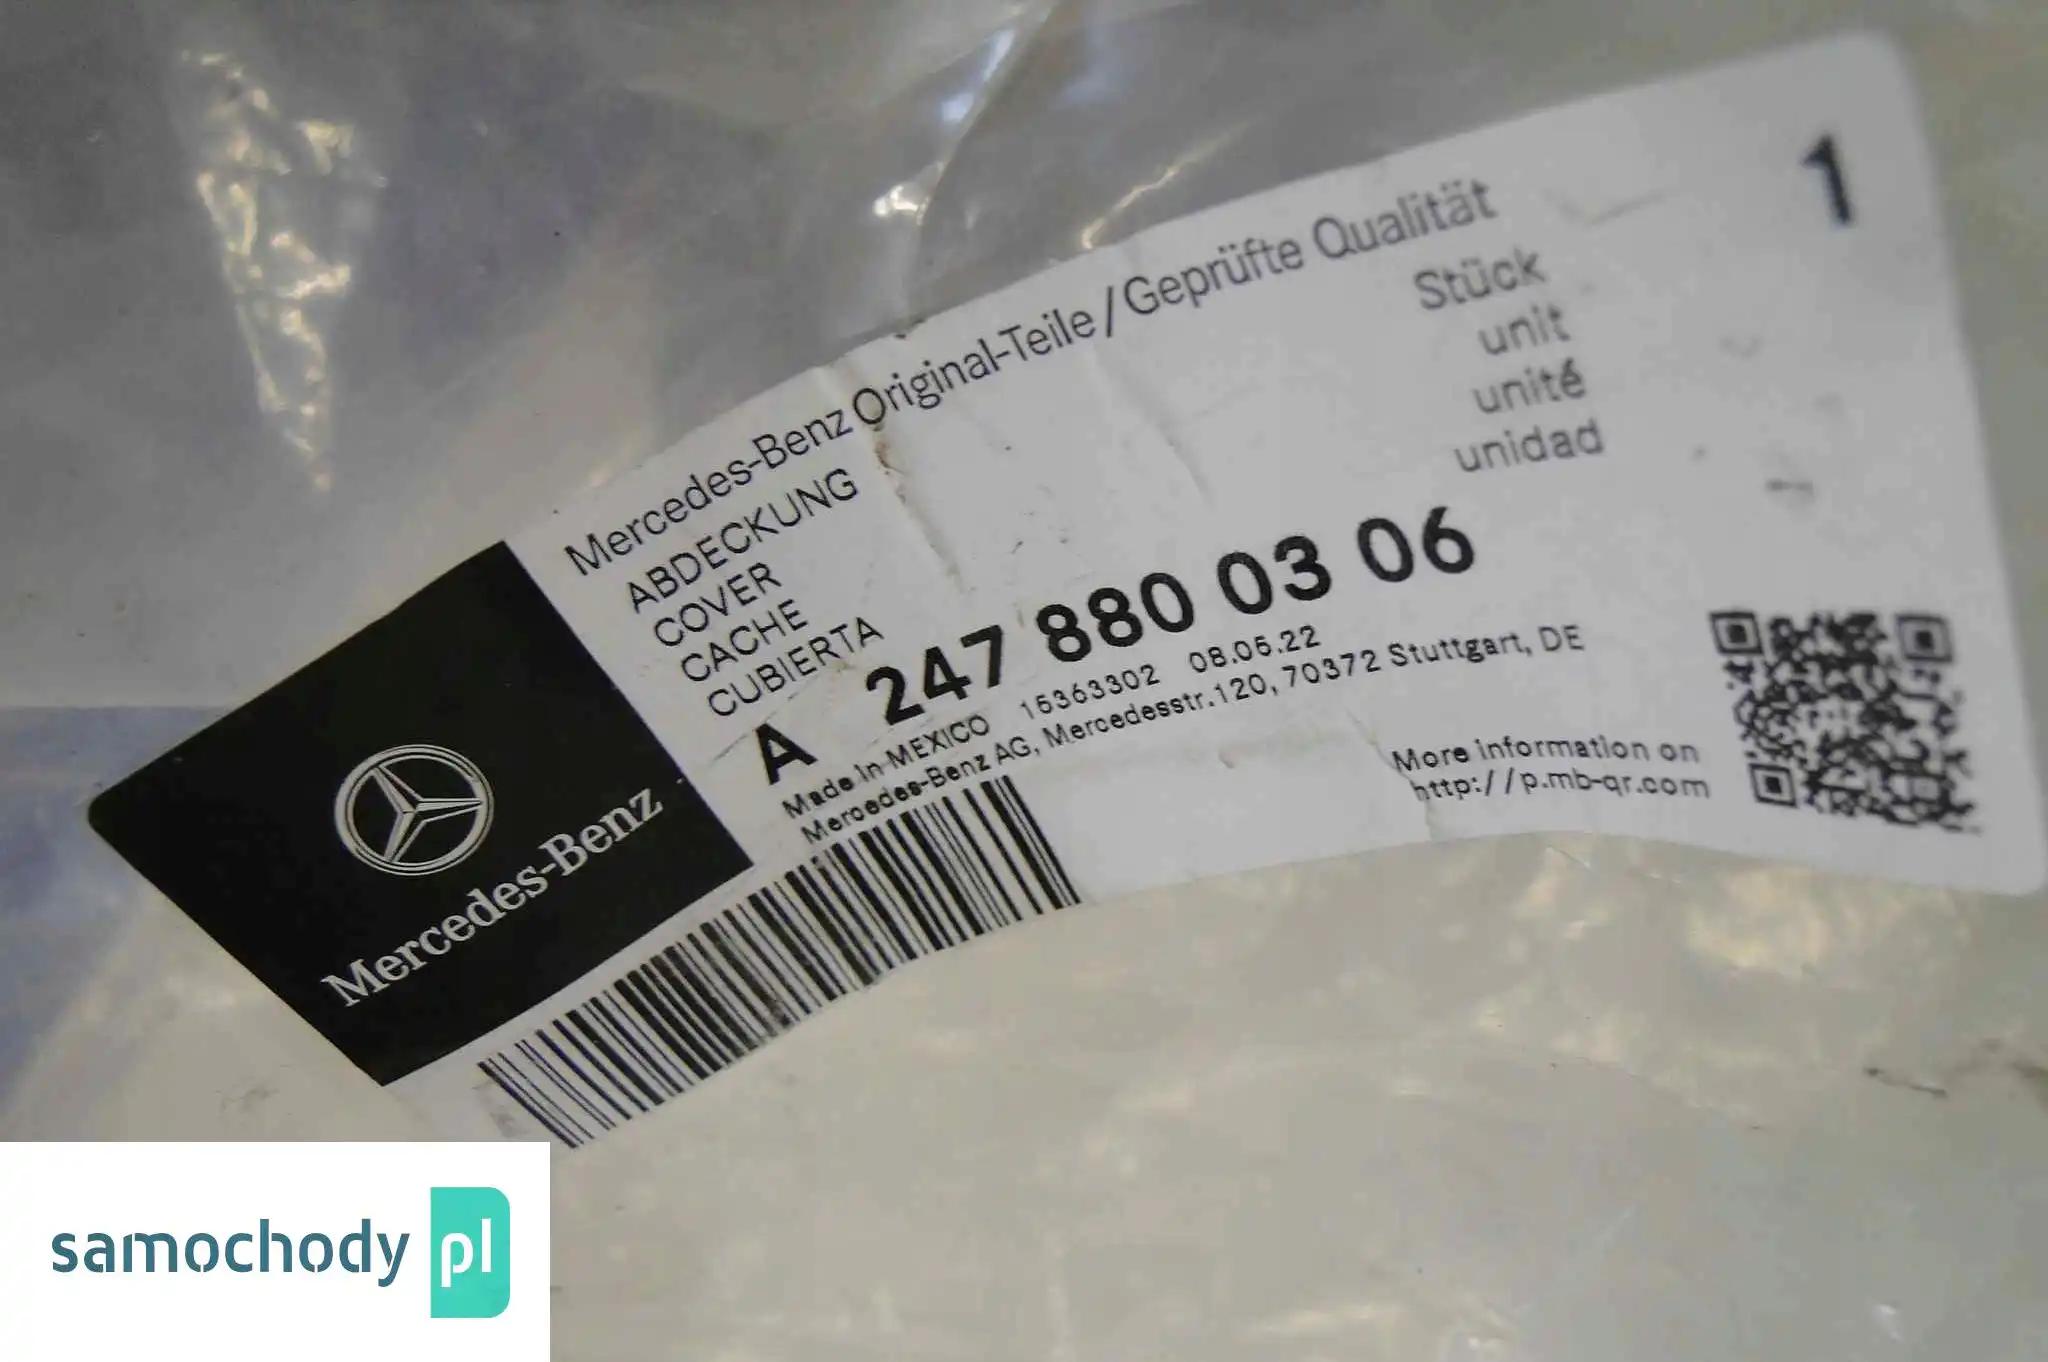 Mercedes-Benz Original-Teile / Geprüfte Qualität
1
Stück
unit
unité
unidad
ABDECKUNG
COVER
CACHE
CUBIERTA
A 247 880 03 06
Made in MEXICO 15363302 08.06.22
Mercedes-Benz AG, Mercedesstr.120, 70372 Stuttgart, DE
More information on
http://p.mb-qr.com
Mercedes-Benz
samochody pl